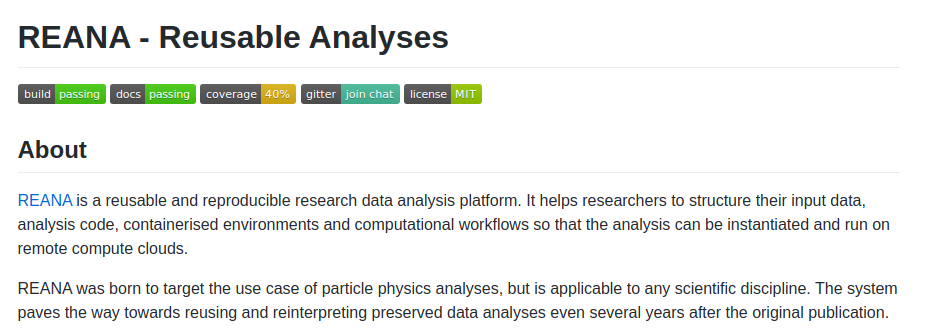 REANA - Reusable Analyses
build passing docs passing coverage 40% gitter join chat license MIT
About
REANA is a reusable and reproducible research data analysis platform. It helps researchers to structure their input data,
analysis code, containerised environments and computational workflows so that the analysis can be instantiated and run on
remote compute clouds.
REANA was born to target the use case of particle physics analyses, but is applicable to any scientific discipline. The system
paves the way towards reusing and reinterpreting preserved data analyses even several years after the original publication.